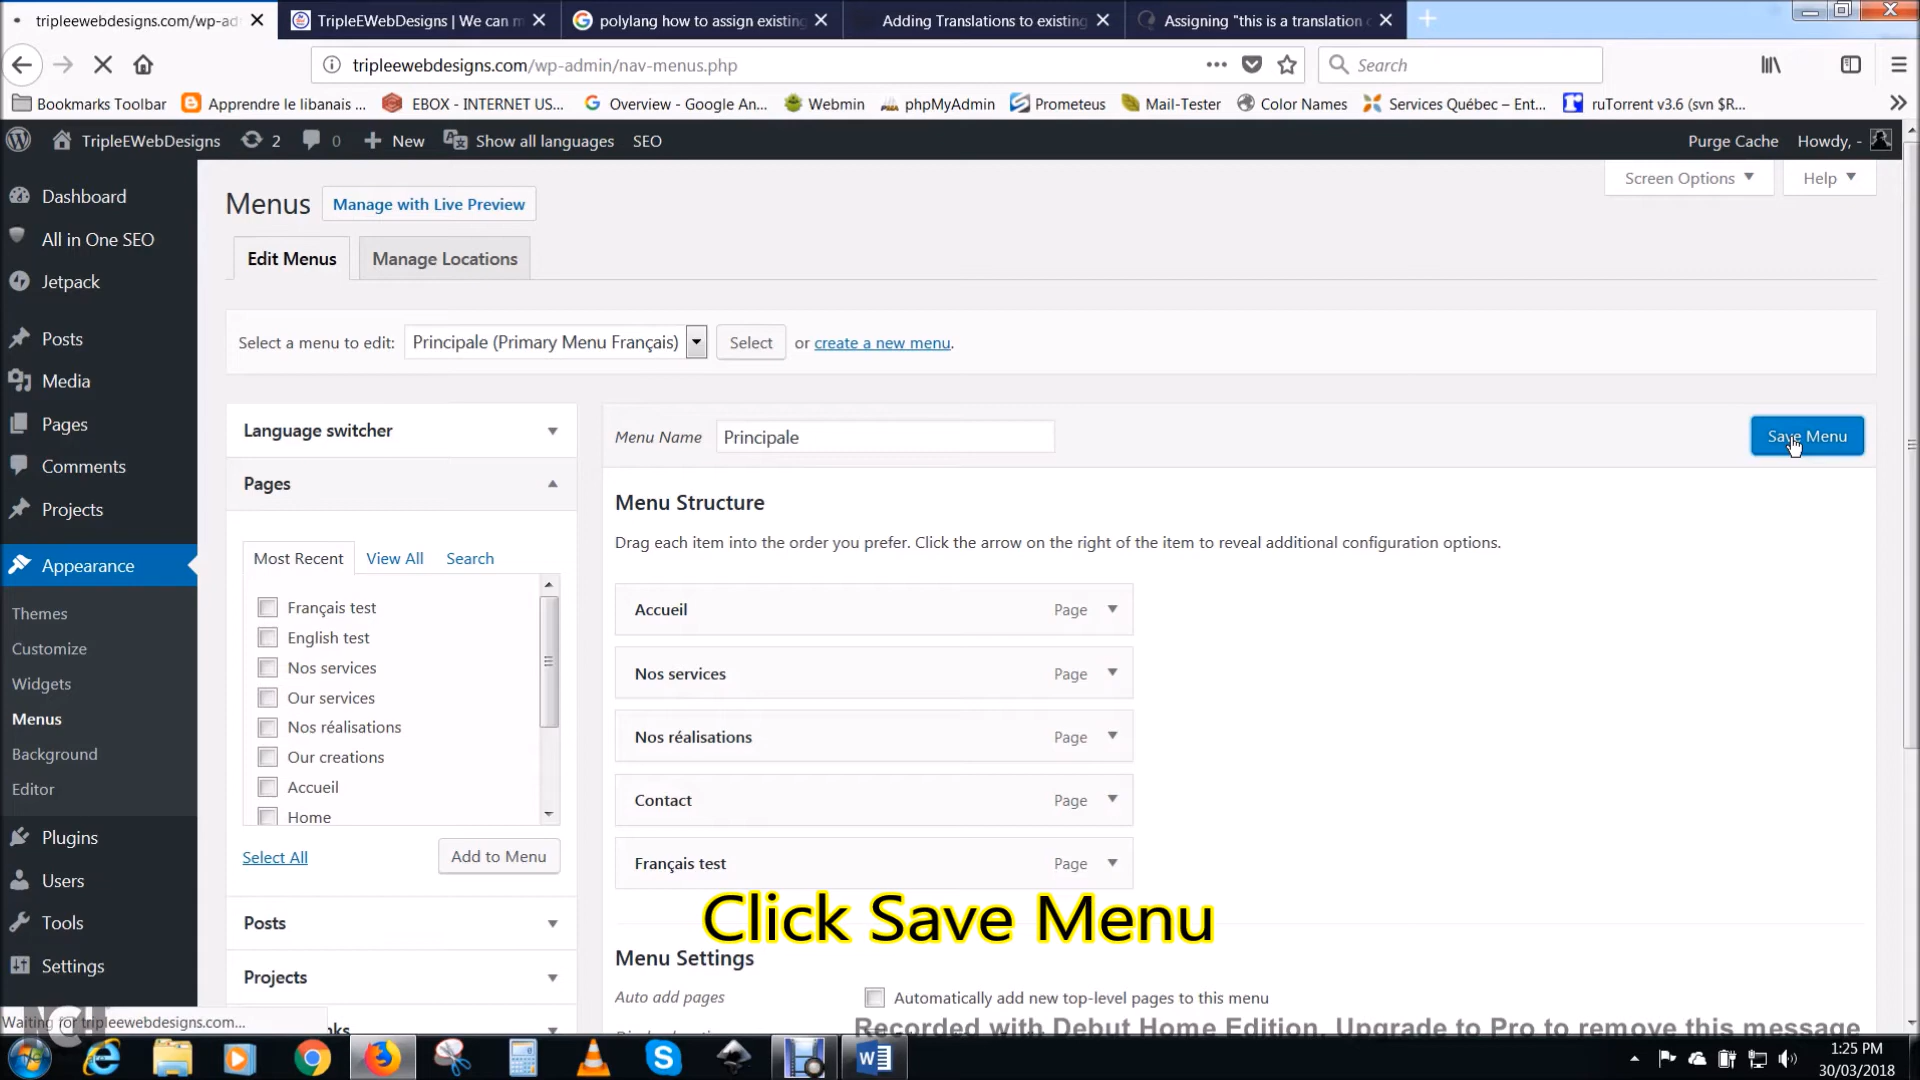 tripleewebdesigns.com/wp-ad
TripleEWebDesigns | We can m
polylang how to assign existing
Adding Translations to existing
Assigning "this is a translation o
tripleewebdesigns.com/wp-admin/nav-menus.php
Search
Bookmarks Toolbar
Apprendre le libanais ...
EBOX - INTERNET US...
Overview - Google An...
Webmin
phpMyAdmin
Prometeus
Mail-Tester
Color Names
Services Québec – Ent...
ruTorrent v3.6 (svn $R...
TripleEWebDesigns
2
0
New
Show all languages
SEO
Purge Cache
Howdy, -
Dashboard
All in One SEO
Jetpack
Posts
Media
Pages
Comments
Projects
Appearance
Themes
Customize
Widgets
Menus
Background
Editor
Plugins
Users
Tools
Settings
Screen Options
Help
Menus
Manage with Live Preview
Edit Menus
Manage Locations
Select a menu to edit: Principale (Primary Menu Français) Select or create a new menu.
Language switcher
Pages
Most Recent View All Search
Français test
English test
Nos services
Our services
Nos réalisations
Our creations
Accueil
Home
Select All
Add to Menu
Posts
Projects
Menu Name Principale
Save Menu
Menu Structure
Drag each item into the order you prefer. Click the arrow on the right of the item to reveal additional configuration options.
Accueil Page
Nos services Page
Nos réalisations Page
Contact Page
Français test Page
Click Save Menu
Menu Settings
Auto add pages
Automatically add new top-level pages to this menu
Waiting for tripleewebdesigns.com...
Recorded with Debut Home Edition. Upgrade to Pro to remove this message
1:25 PM
30/03/2018